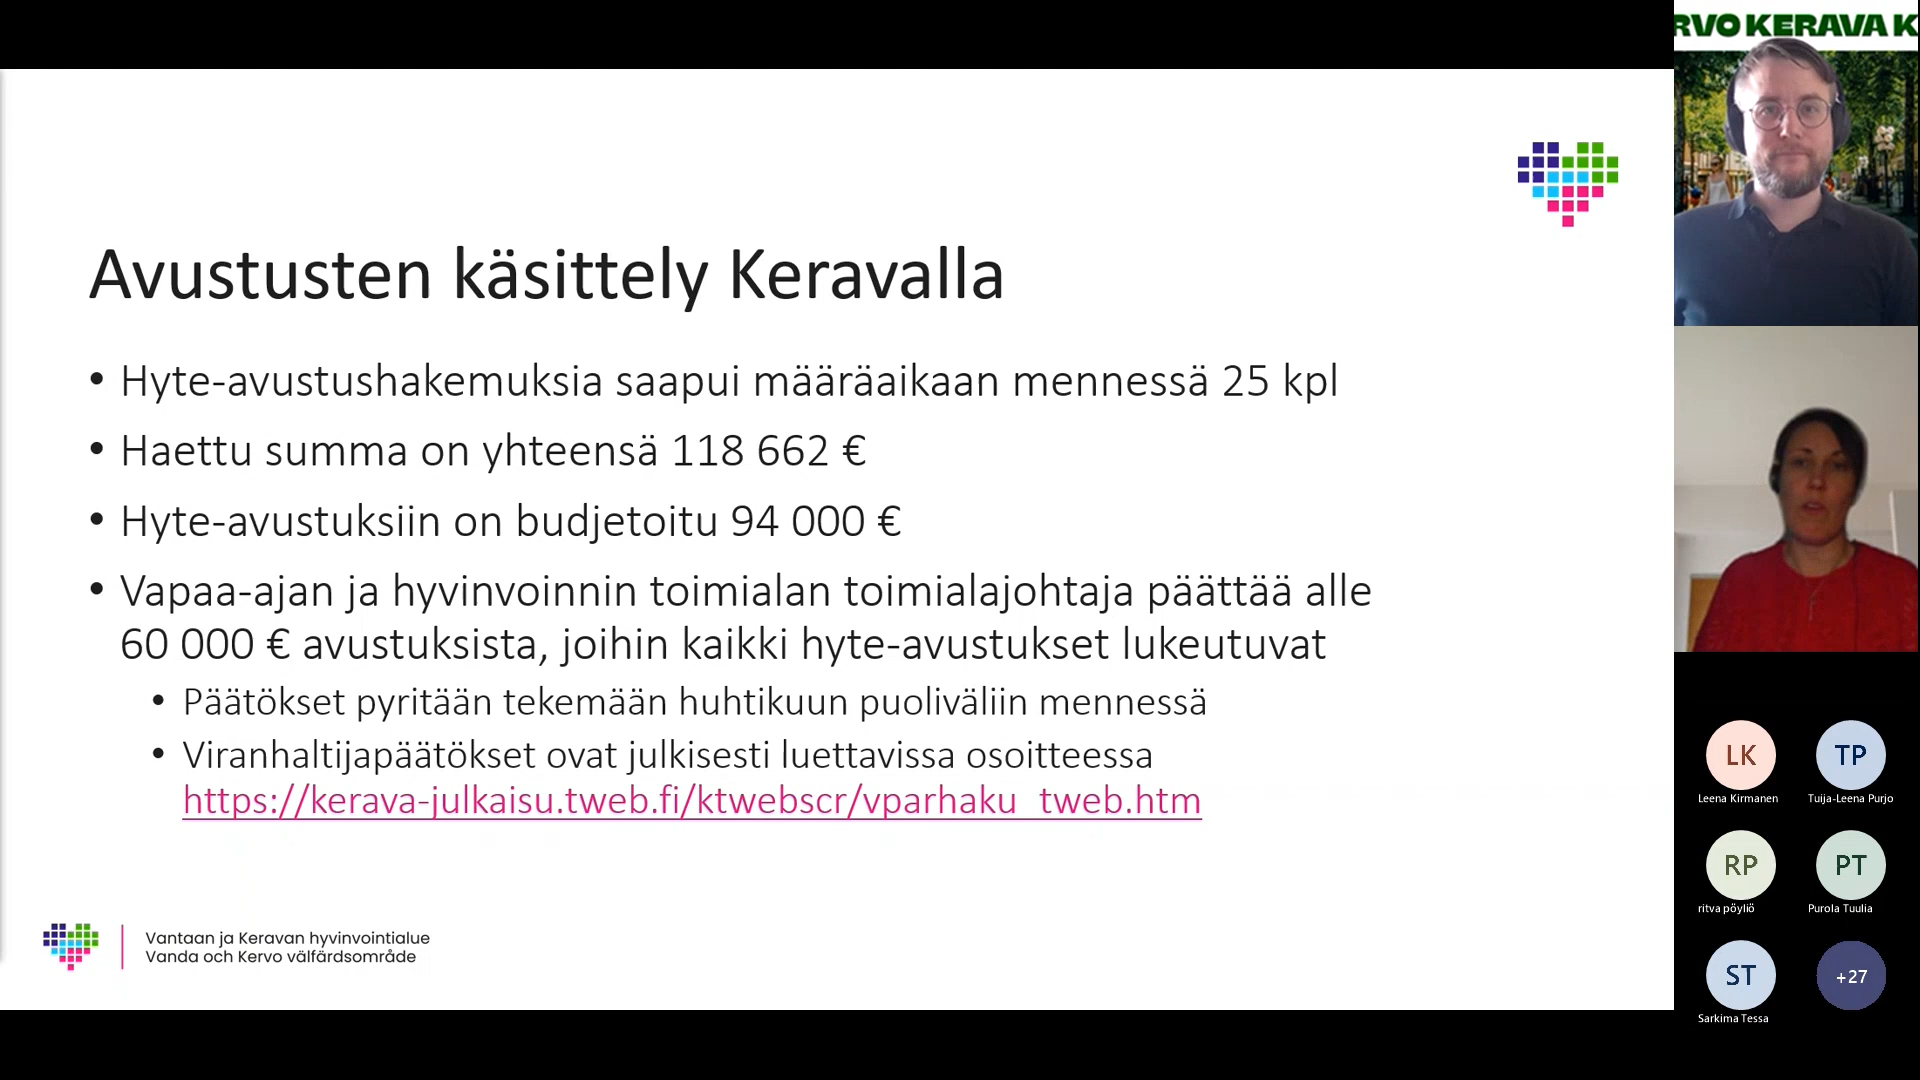 RVO KERAVA K
Avustusten käsittely Keravalla
• Hyte-avustushakemuksia saapui määräaikaan mennessä 25 kpl
• Haettu summa on yhteensä 118 662 €
• Hyte-avustuksiin on budjetoitu 94 000 €
• Vapaa-ajan ja hyvinvoinnin toimialan toimialajohtaja päättää alle
60 000 € avustuksista, joihin kaikki hyte-avustukset lukeutuvat
• Päätökset pyritään tekemään huhtikuun puoliväliin mennessä
• Viranhaltijapäätökset ovat julkisesti luettavissa osoitteessa
https://kerava-julkaisu.tweb.fi/ktwebscr/vparhaku_tweb.htm
Vantaan ja Keravan hyvinvointialue
Vanda och Kervo välfärdsområde
LK
Leena Kirmanen
TP
Tuija-Leena Purjo
RP
ritva pöyliö
PT
Purola Tuulia
ST
Sarkima Tessa
+27